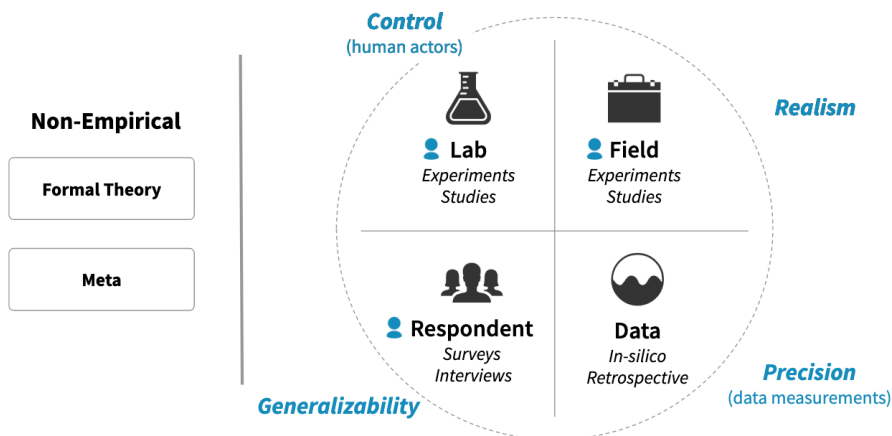 Control
(human actors)
Realism
Non-Empirical
Formal Theory
Meta
Lab
Experiments
Studies
Field
Experiments
Studies
Respondent
Surveys
Interviews
Data
In-silico
Retrospective
Generalizability
Precision
(data measurements)